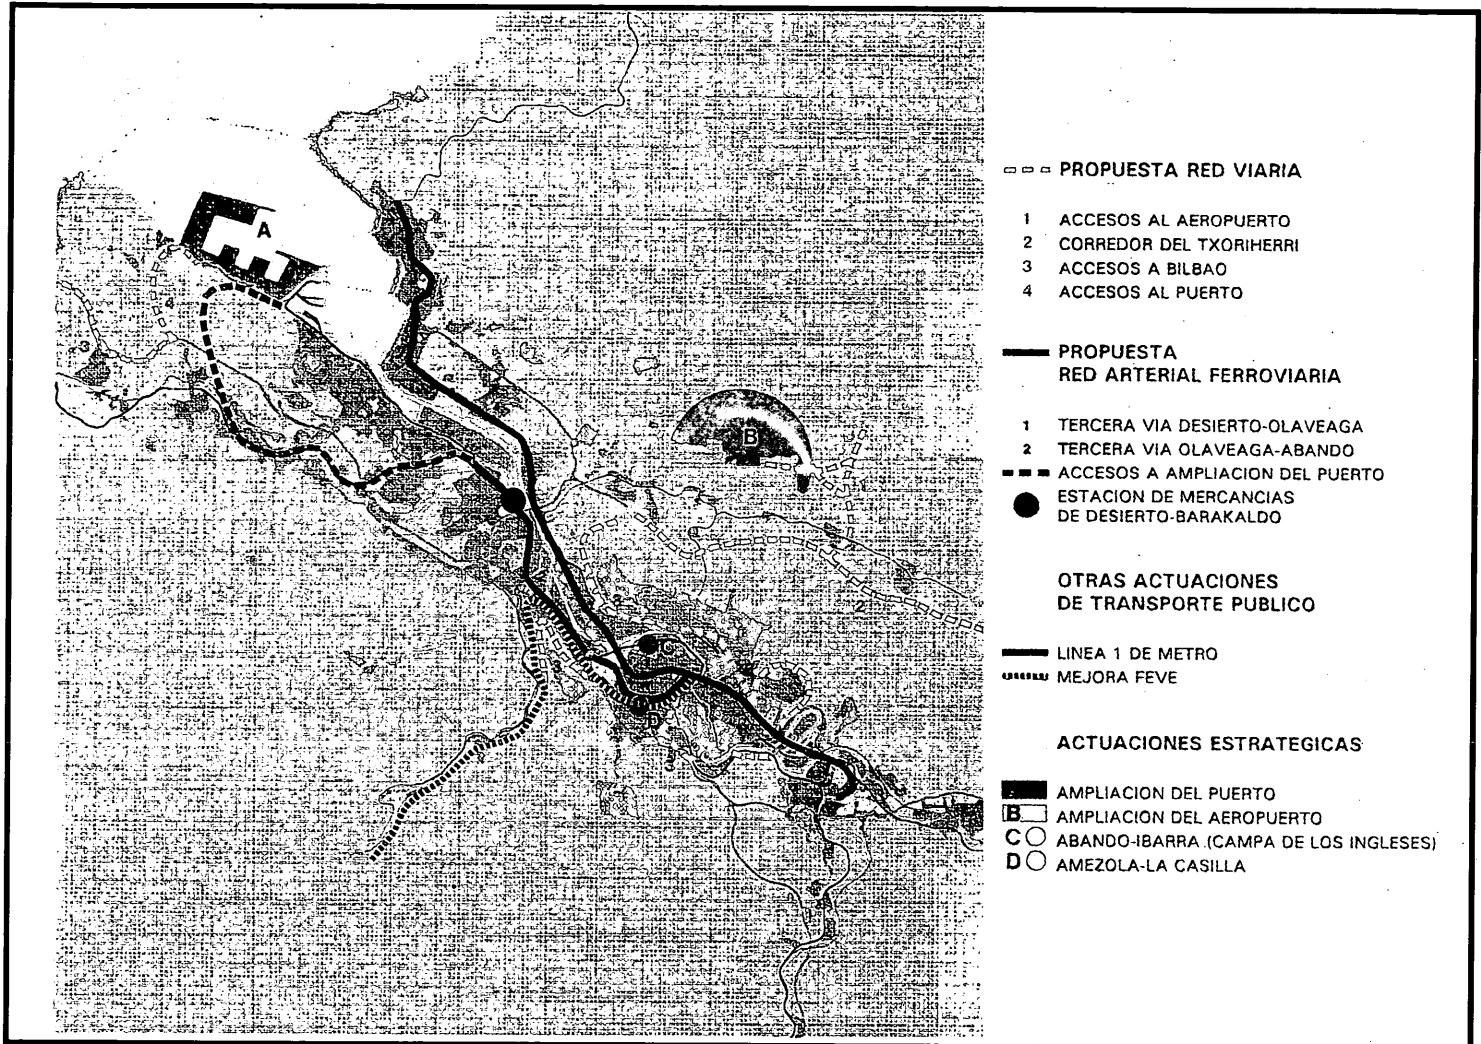 PROPUESTA RED VIARIA
1 ACCESOS AL AEROPUERTO
2 CORREDOR DEL TXORIHERRI
3 ACCESOS A BILBAO
4 ACCESOS AL PUERTO
PROPUESTA
RED ARTERIAL FERROVIARIA
1 TERCERA VIA DESIERTO-OLAVEAGA
2 TERCERA VIA OLAVEAGA-ABANDO
ACCESOS A AMPLIACION DEL PUERTO
ESTACION DE MERCANCIAS
DE DESIERTO-BARAKALDO
OTRAS ACTUACIONES
DE TRANSPORTE PUBLICO
LINEA 1 DE METRO
MEJORA FEVE
ACTUACIONES ESTRATEGICAS
AMPLIACION DEL PUERTO
B AMPLIACION DEL AEROPUERTO
C ABANDO-IBARRA (CAMPA DE LOS INGLESES)
D AMEZOLA-LA CASILLA
A
4
3
B
1
2
C
3
D
3